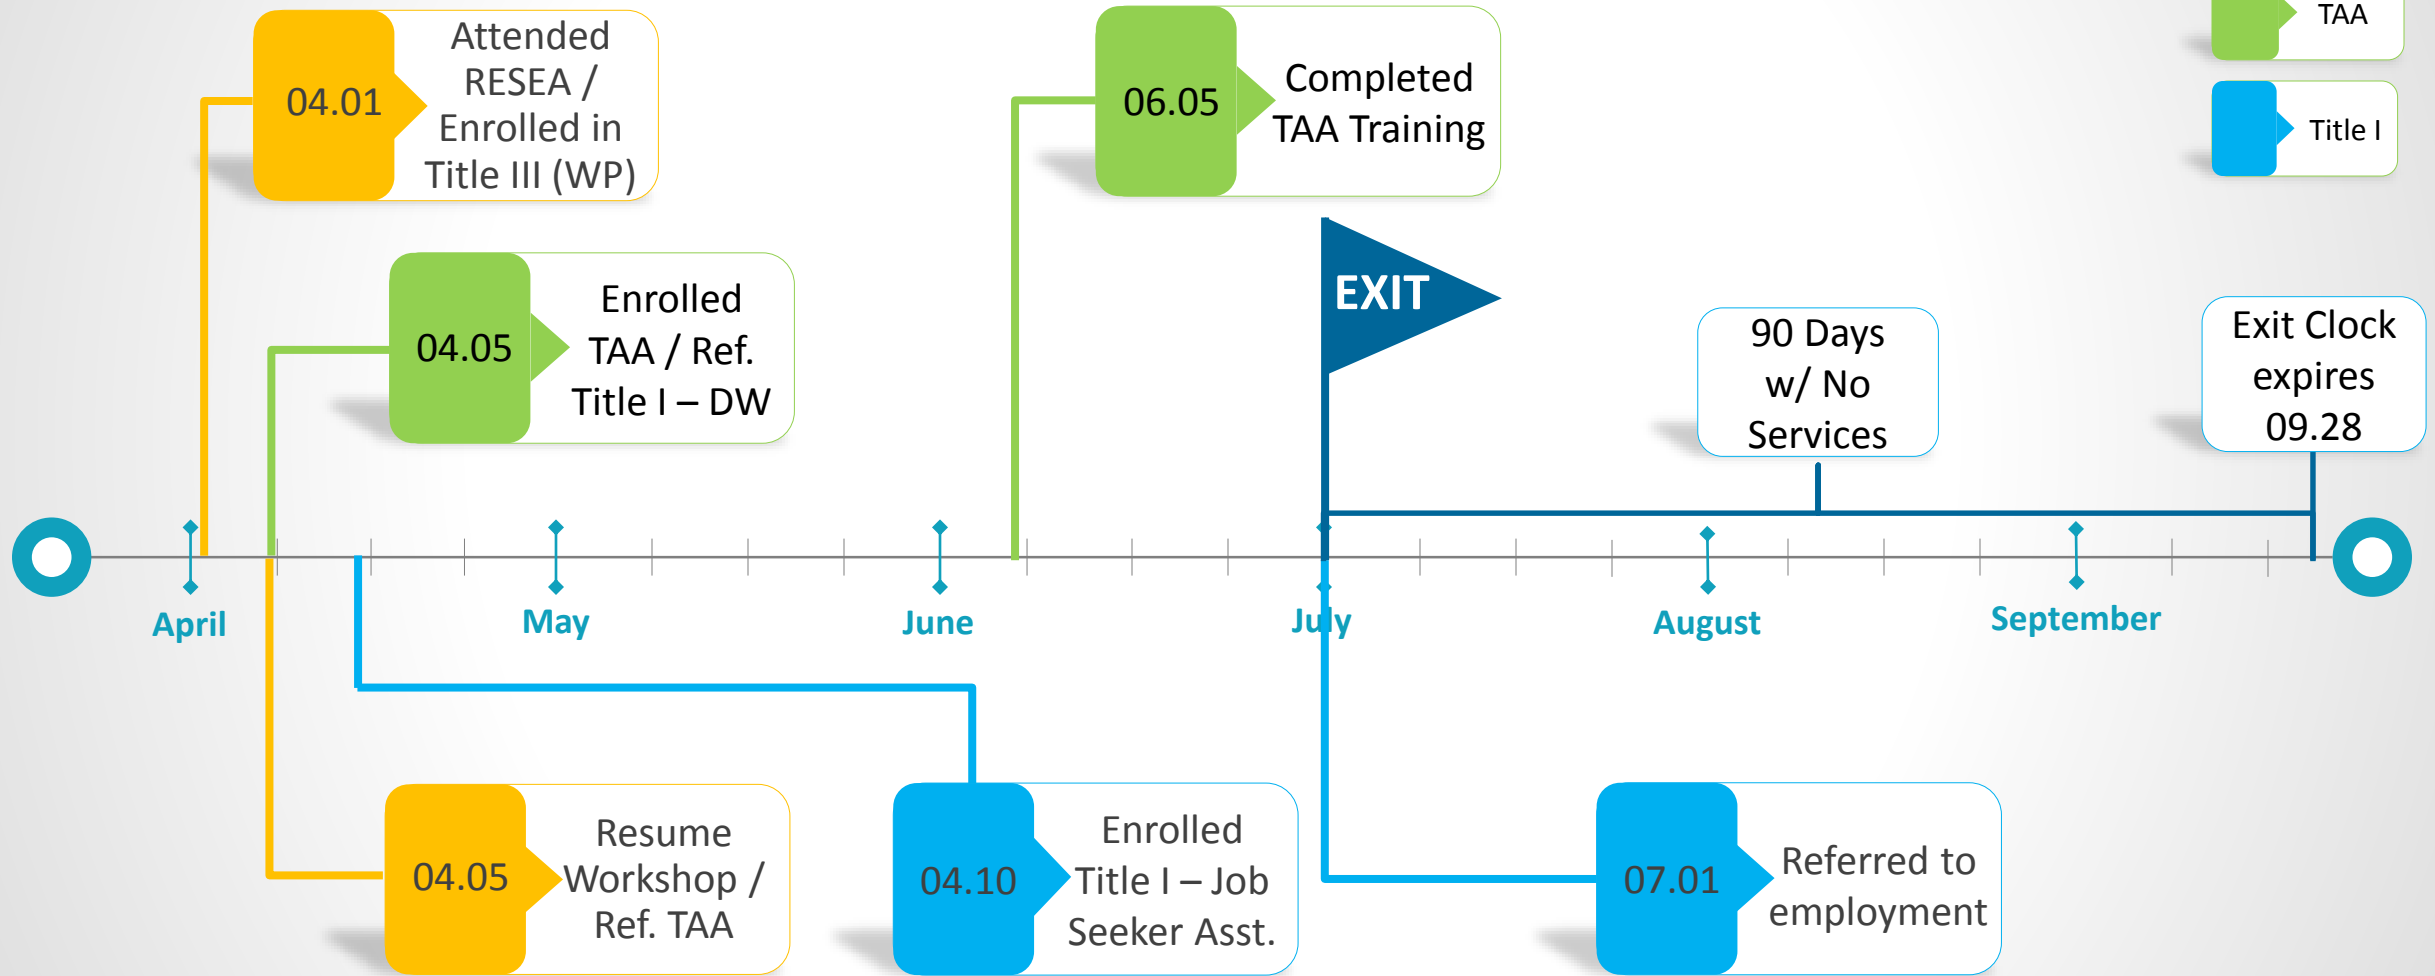 04.01
Attended
RESEA /
Enrolled in
Title III (WP)
06.05
Completed
TAA Training
TAA
Title I
04.05
Enrolled
TAA / Ref.
Title I – DW
EXIT
90 Days
w/ No
Services
Exit Clock
expires
09.28
April
May
June
July
August
September
04.05
Resume
Workshop /
Ref. TAA
04.10
Enrolled
Title I – Job
Seeker Asst.
07.01
Referred to
employment